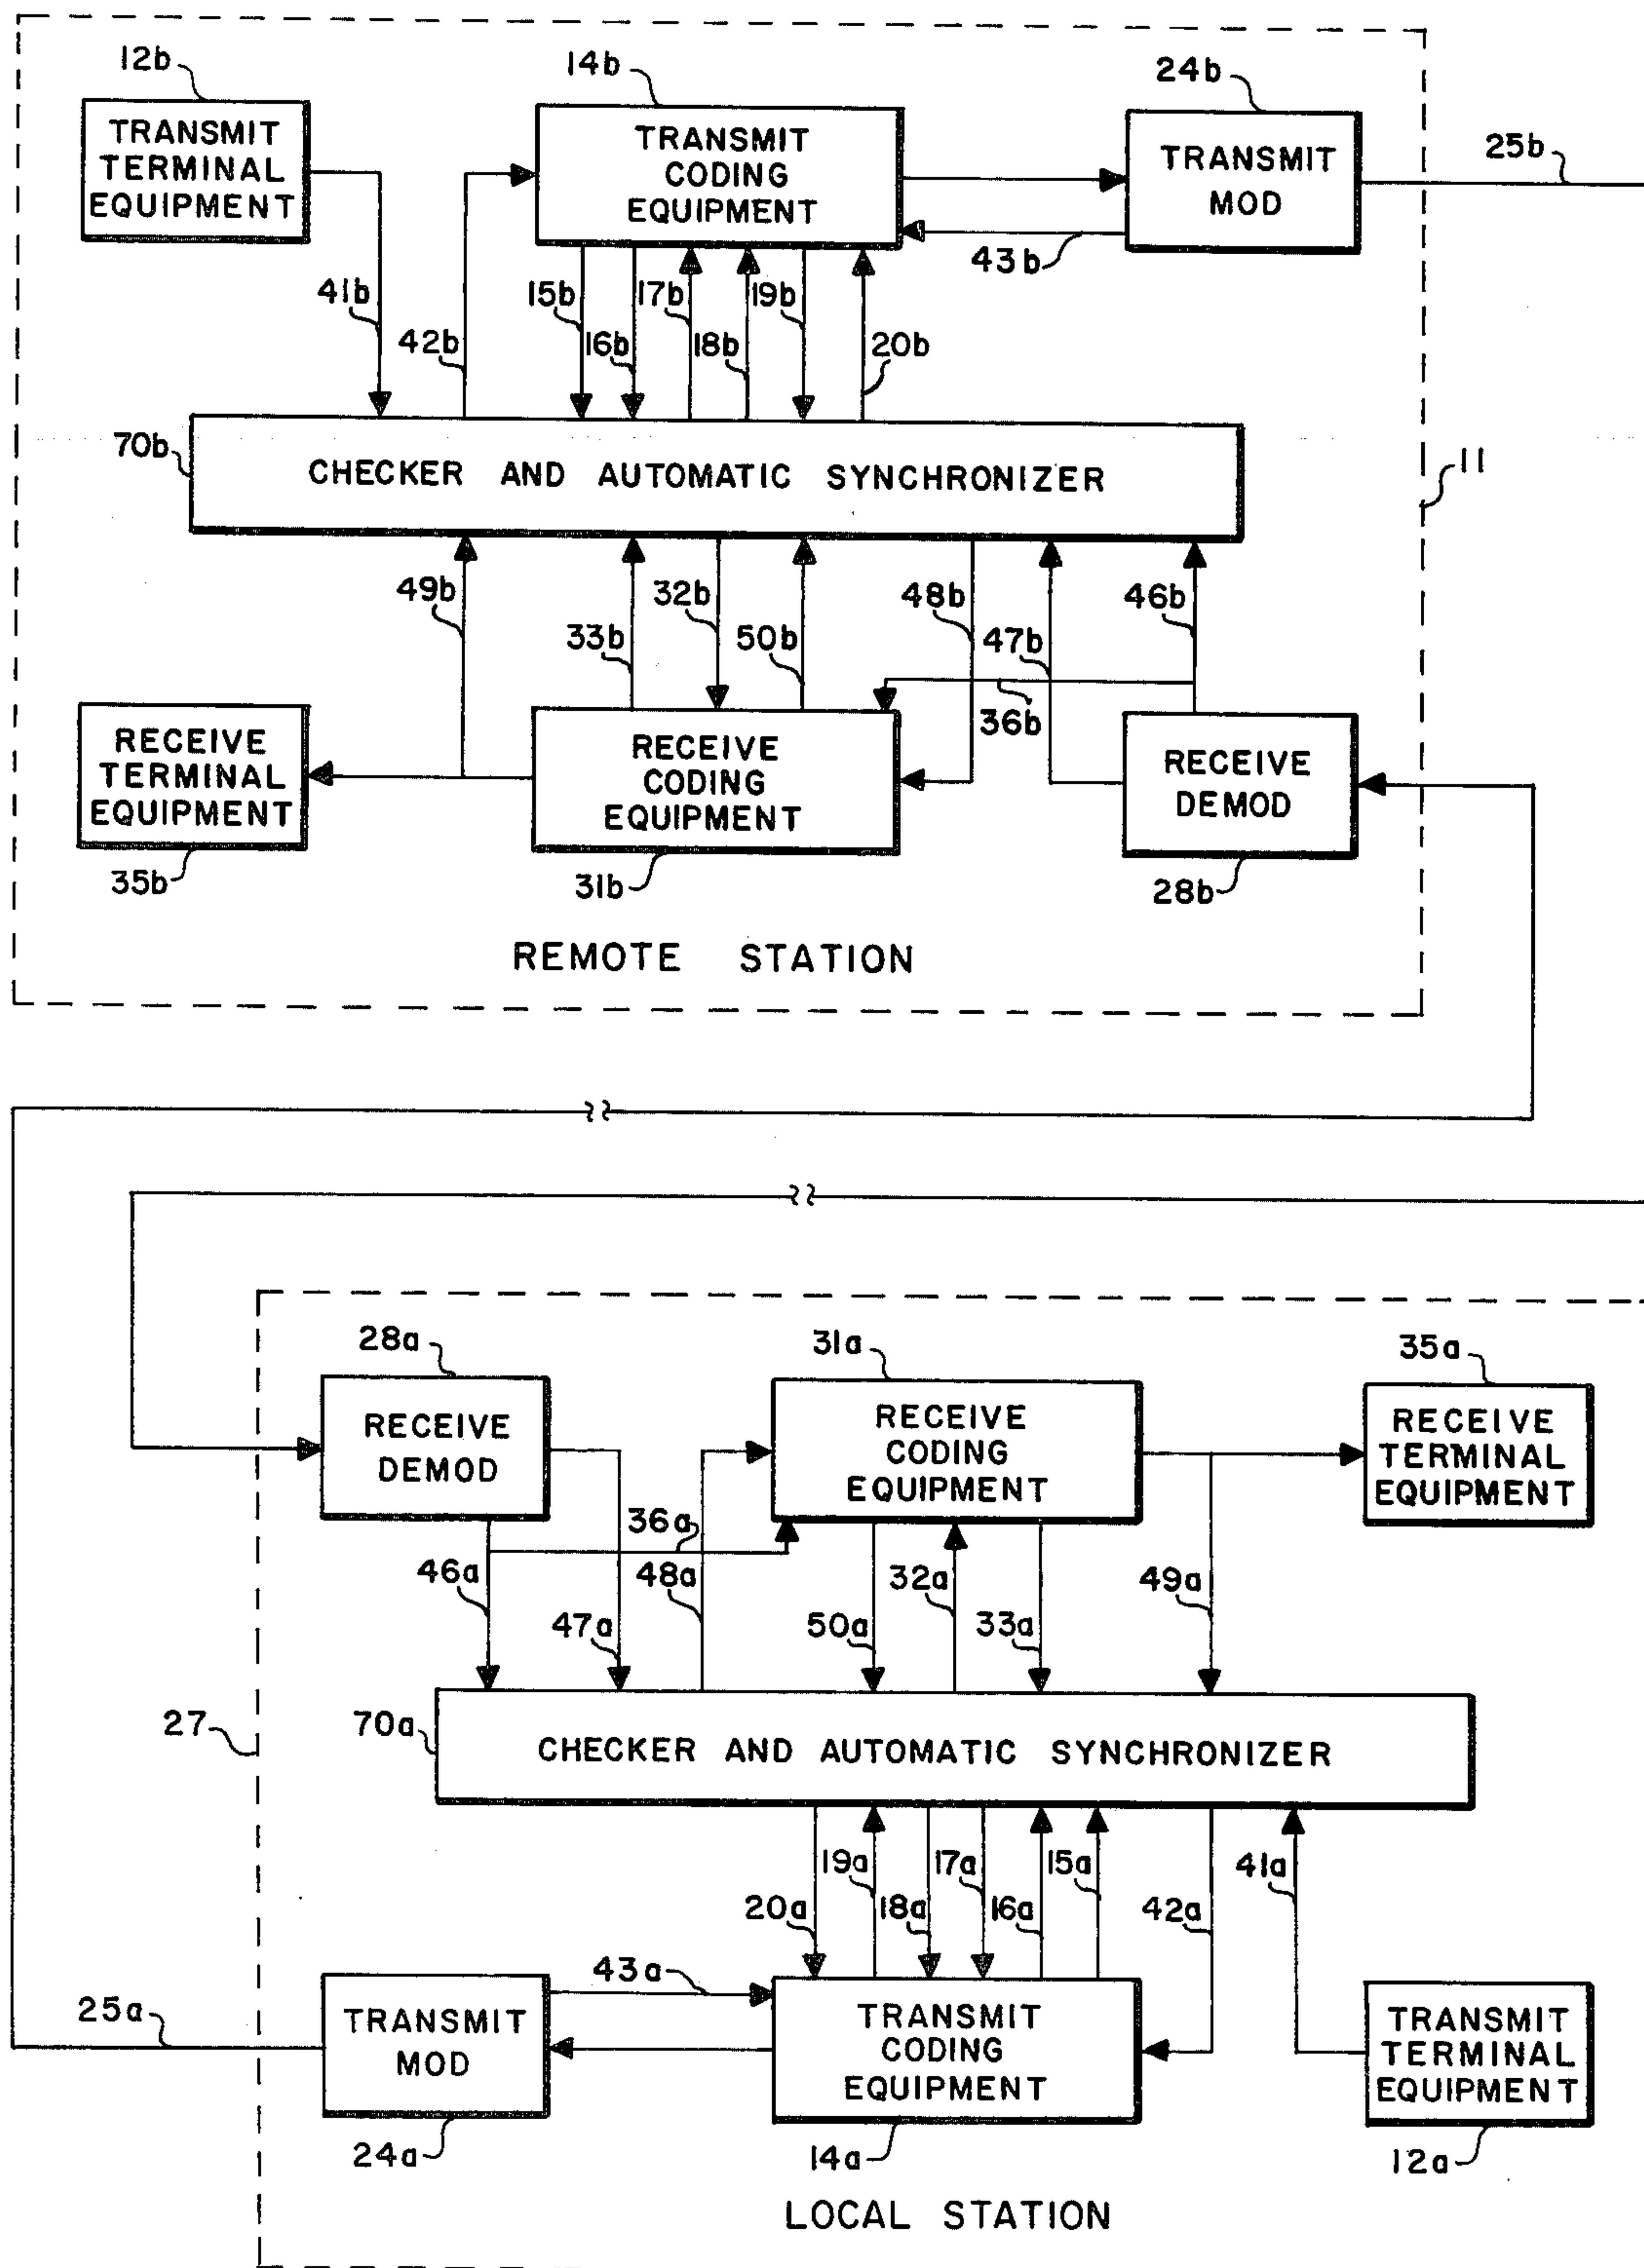 12b
14b
24b
TRANSMIT
TERMINAL
EQUIPMENT
TRANSMIT
CODING
EQUIPMENT
TRANSMIT
MOD
25b
43b
41b
42b
15b
16b
17b
18b
19b
20b
70b
CHECKER AND AUTOMATIC SYNCHRONIZER
11
49b
33b
32b
50b
48b
47b
46b
36b
RECEIVE
TERMINAL
EQUIPMENT
RECEIVE
CODING
EQUIPMENT
RECEIVE
DEMOD
35b
31b
28b
REMOTE STATION
28a
31a
35a
RECEIVE
DEMOD
RECEIVE
CODING
EQUIPMENT
RECEIVE
TERMINAL
EQUIPMENT
36a
46a
48a
32a
49a
47a
50a
33a
27
70a
CHECKER AND AUTOMATIC SYNCHRONIZER
19a
17a
15a
41a
20a
18a
16a
42a
43a
25a
TRANSMIT
MOD
TRANSMIT
CODING
EQUIPMENT
TRANSMIT
TERMINAL
EQUIPMENT
24a
14a
12a
LOCAL STATION